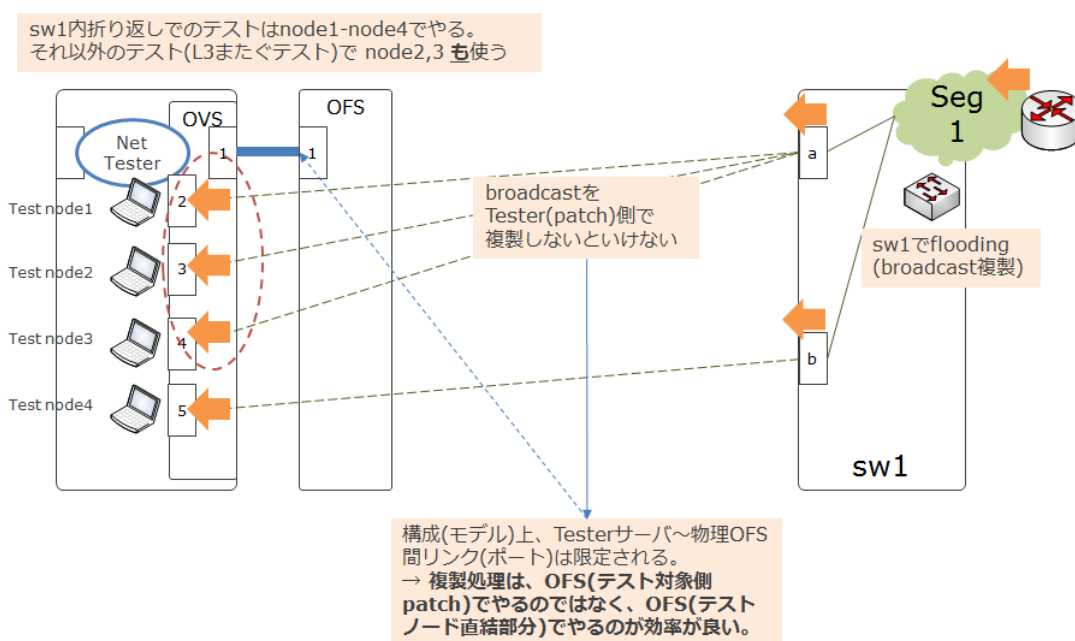 sw1内折り返しでのテストはnode1-node4でやる。
それ以外のテスト(L3またぐテスト)で node2,3 も使う
OVS
OFS
Net
Tester
1
1
Test node1
2
Test node2
3
Test node3
4
Test node4
5
broadcastを
Tester(patch)側で
複製しないといけない
a
b
Seg
1
sw1でflooding
(broadcast複製)
sw1
構成(モデル)上、Testerサーバ～物理OFS
間リンク(ポート)は限定される。
→ 複製処理は、OFS(テスト対象側
patch)でやるのではなく、OFS(テスト
ノード直結部分)でやるのが効率が良い。